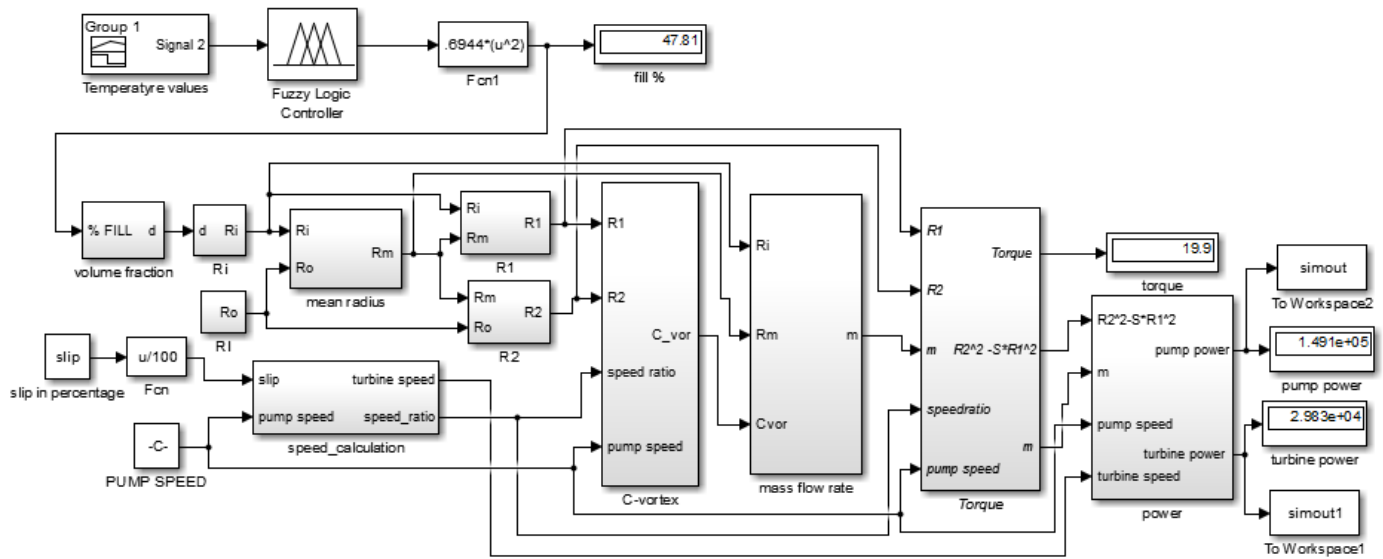 Group 1
Signal 2
Temperatyre values
Fuzzy Logic
Controller
.6944*(u^2)
Fcn1
47.81
fill %
% FILL
d
volume fraction
d
Ri
Ri
Ro
RI
Ri
Ro
Rm
mean radius
Ri
Rm
R1
R1
Rm
Ro
R2
R2
slip
slip in percentage
u/100
Fcn
-C-
PUMP SPEED
slip
pump speed
turbine speed
speed_ratio
speed_calculation
R1
R2
speed ratio
pump speed
C_vor
C-vortex
Ri
Rm
Cvor
m
mass flow rate
R1
R2
m
speedratio
pump speed
Torque
R2^2 -S*R1^2
m
Torque
19.9
torque
R2^2-S*R1^2
m
pump speed
turbine speed
pump power
turbine power
power
simout
To Workspace2
1.491e+05
pump power
2.983e+04
turbine power
simout1
To Workspace1